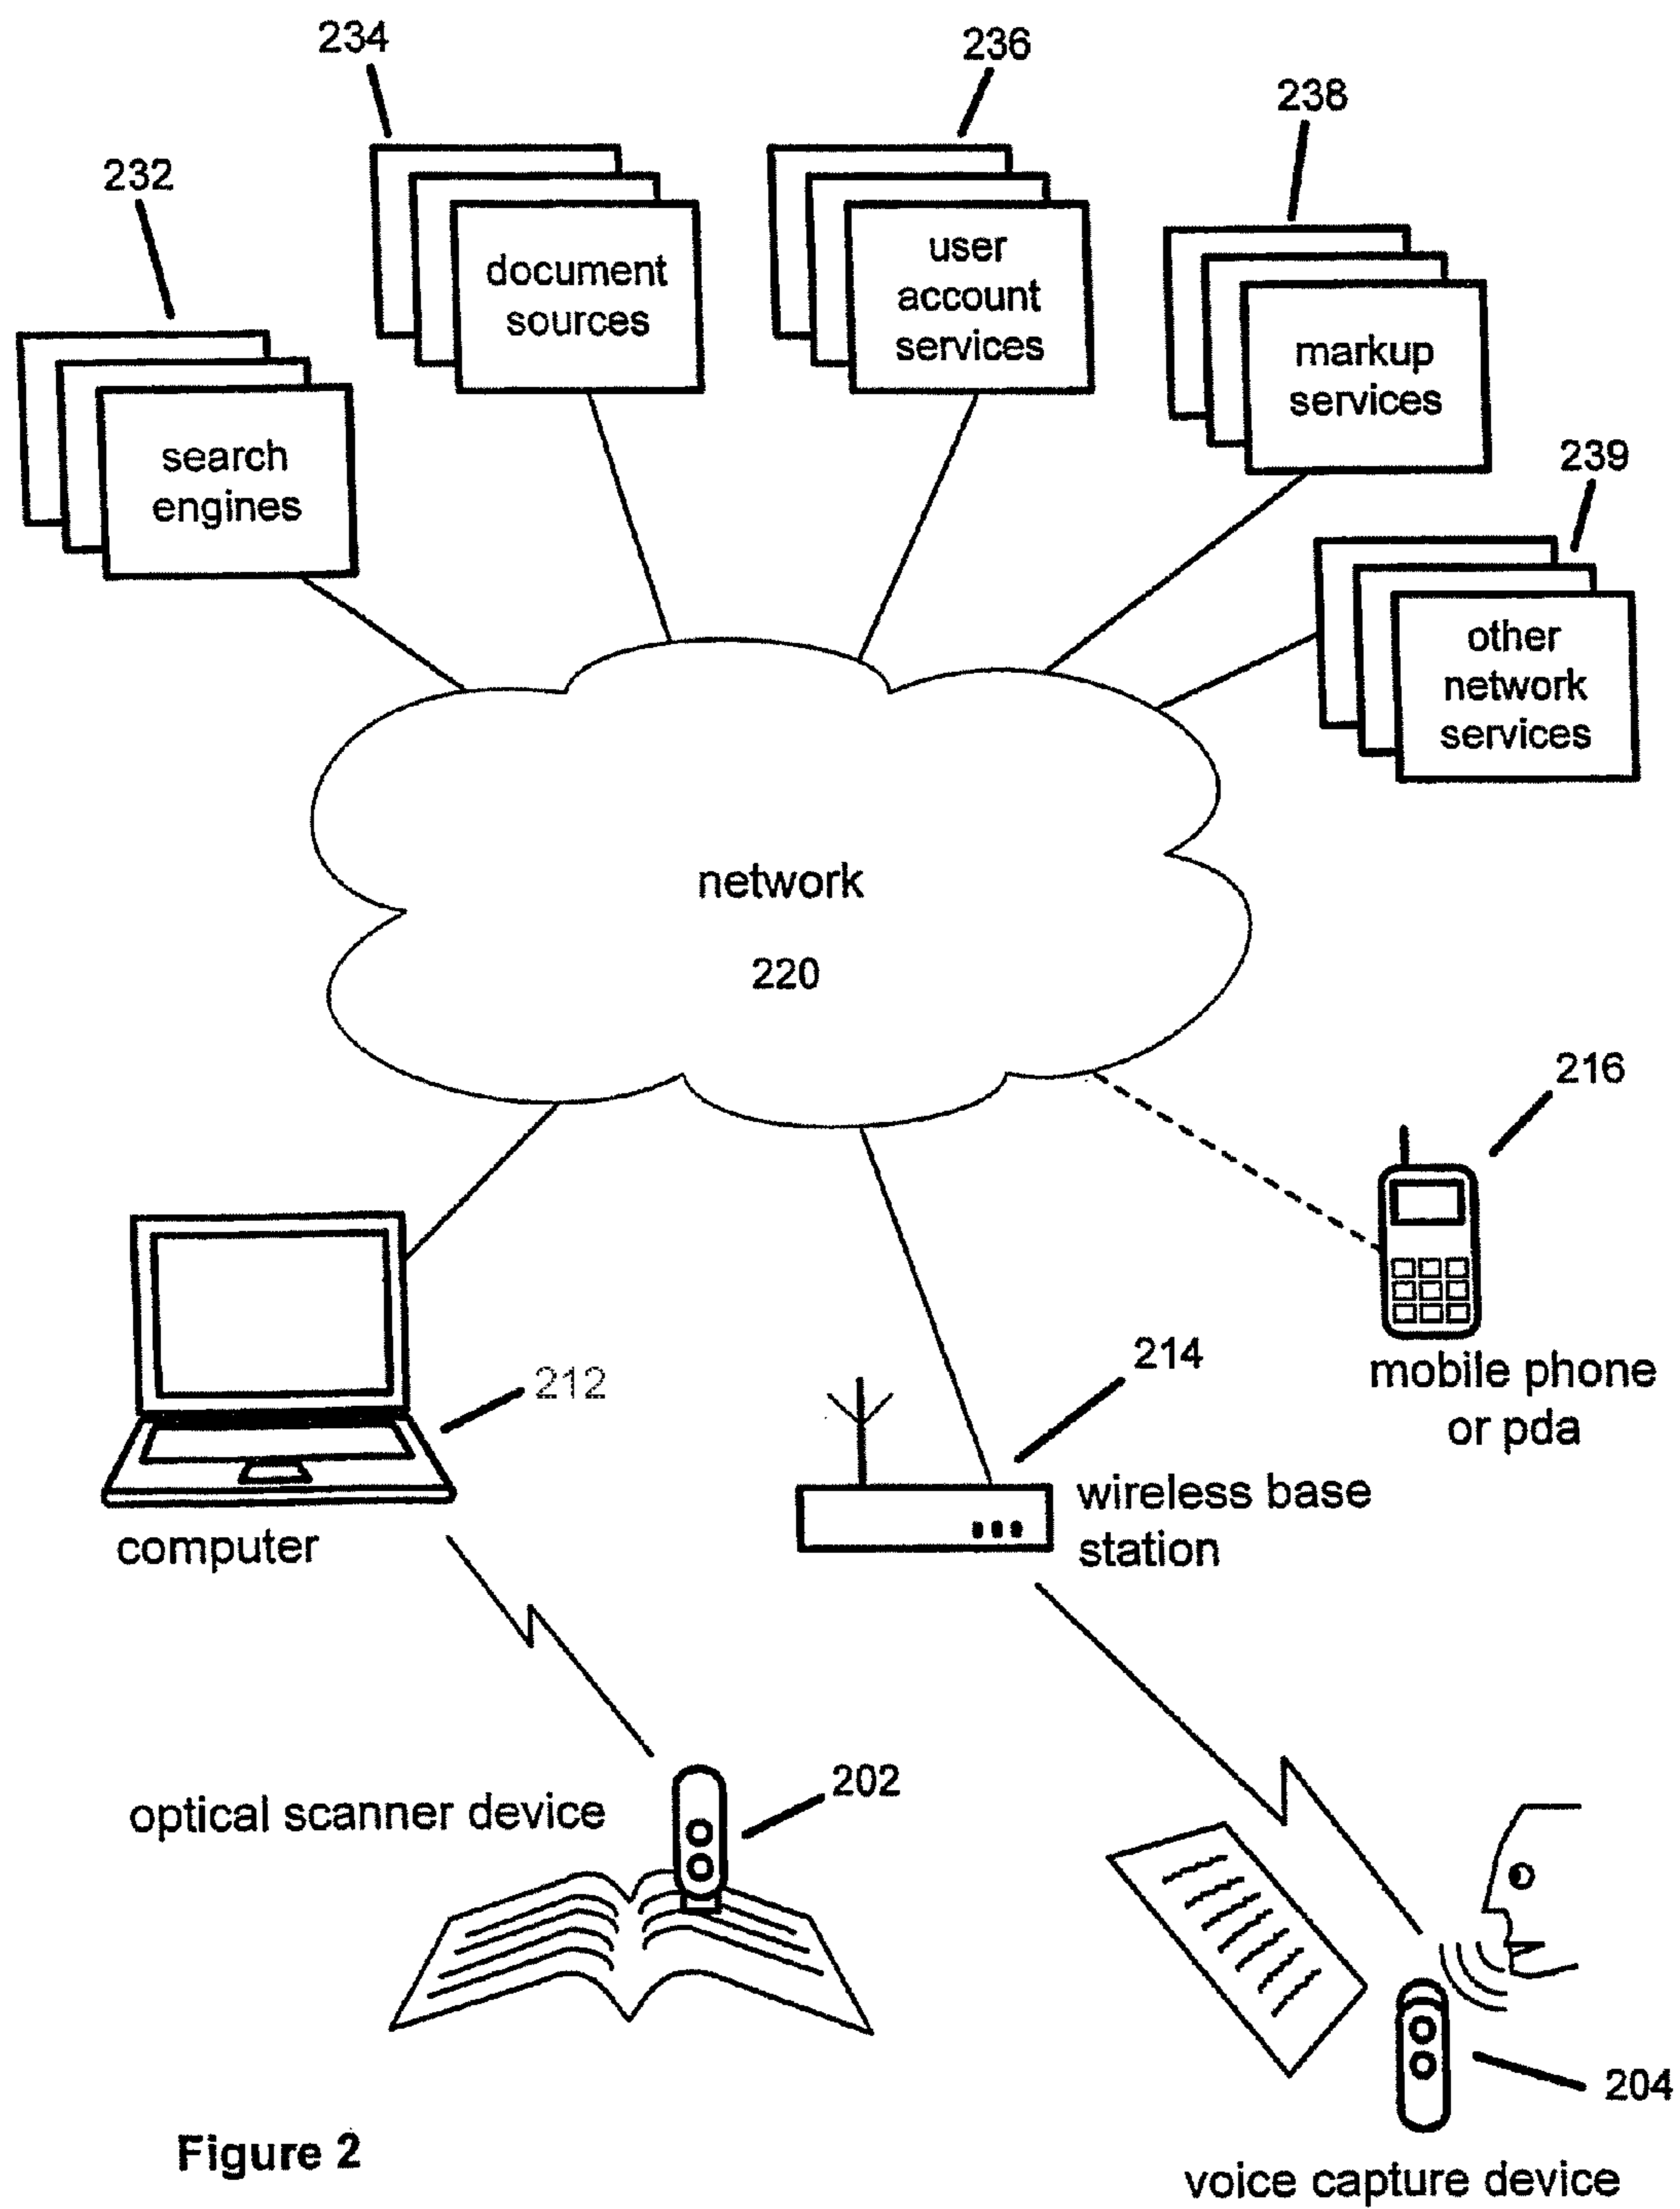 234
236
238
232
document
sources
user
account
services
markup
services
239
search
engines
other
network
services
network
220
216
mobile phone
or pda
214
212
wireless base
station
computer
202
optical scanner device
204
Figure 2
voice capture device